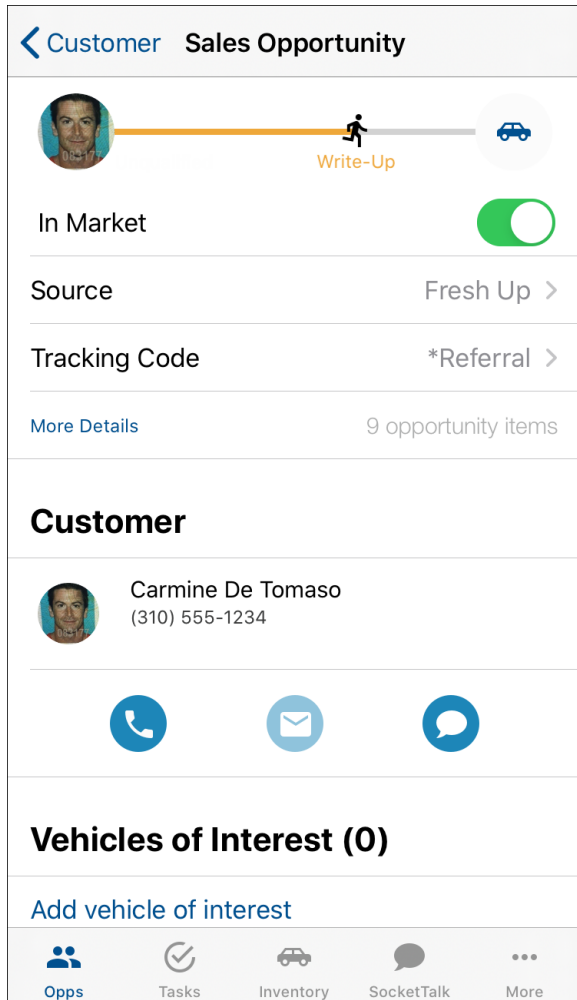 Customer Sales Opportunity
083177
Write-Up
In Market
Source Fresh Up
Tracking Code *Referral
More Details 9 opportunity items
Customer
Carmine De Tomaso
083177 (310) 555-1234
Vehicles of Interest (0)
Add vehicle of interest
Opps Tasks Inventory SocketTalk More